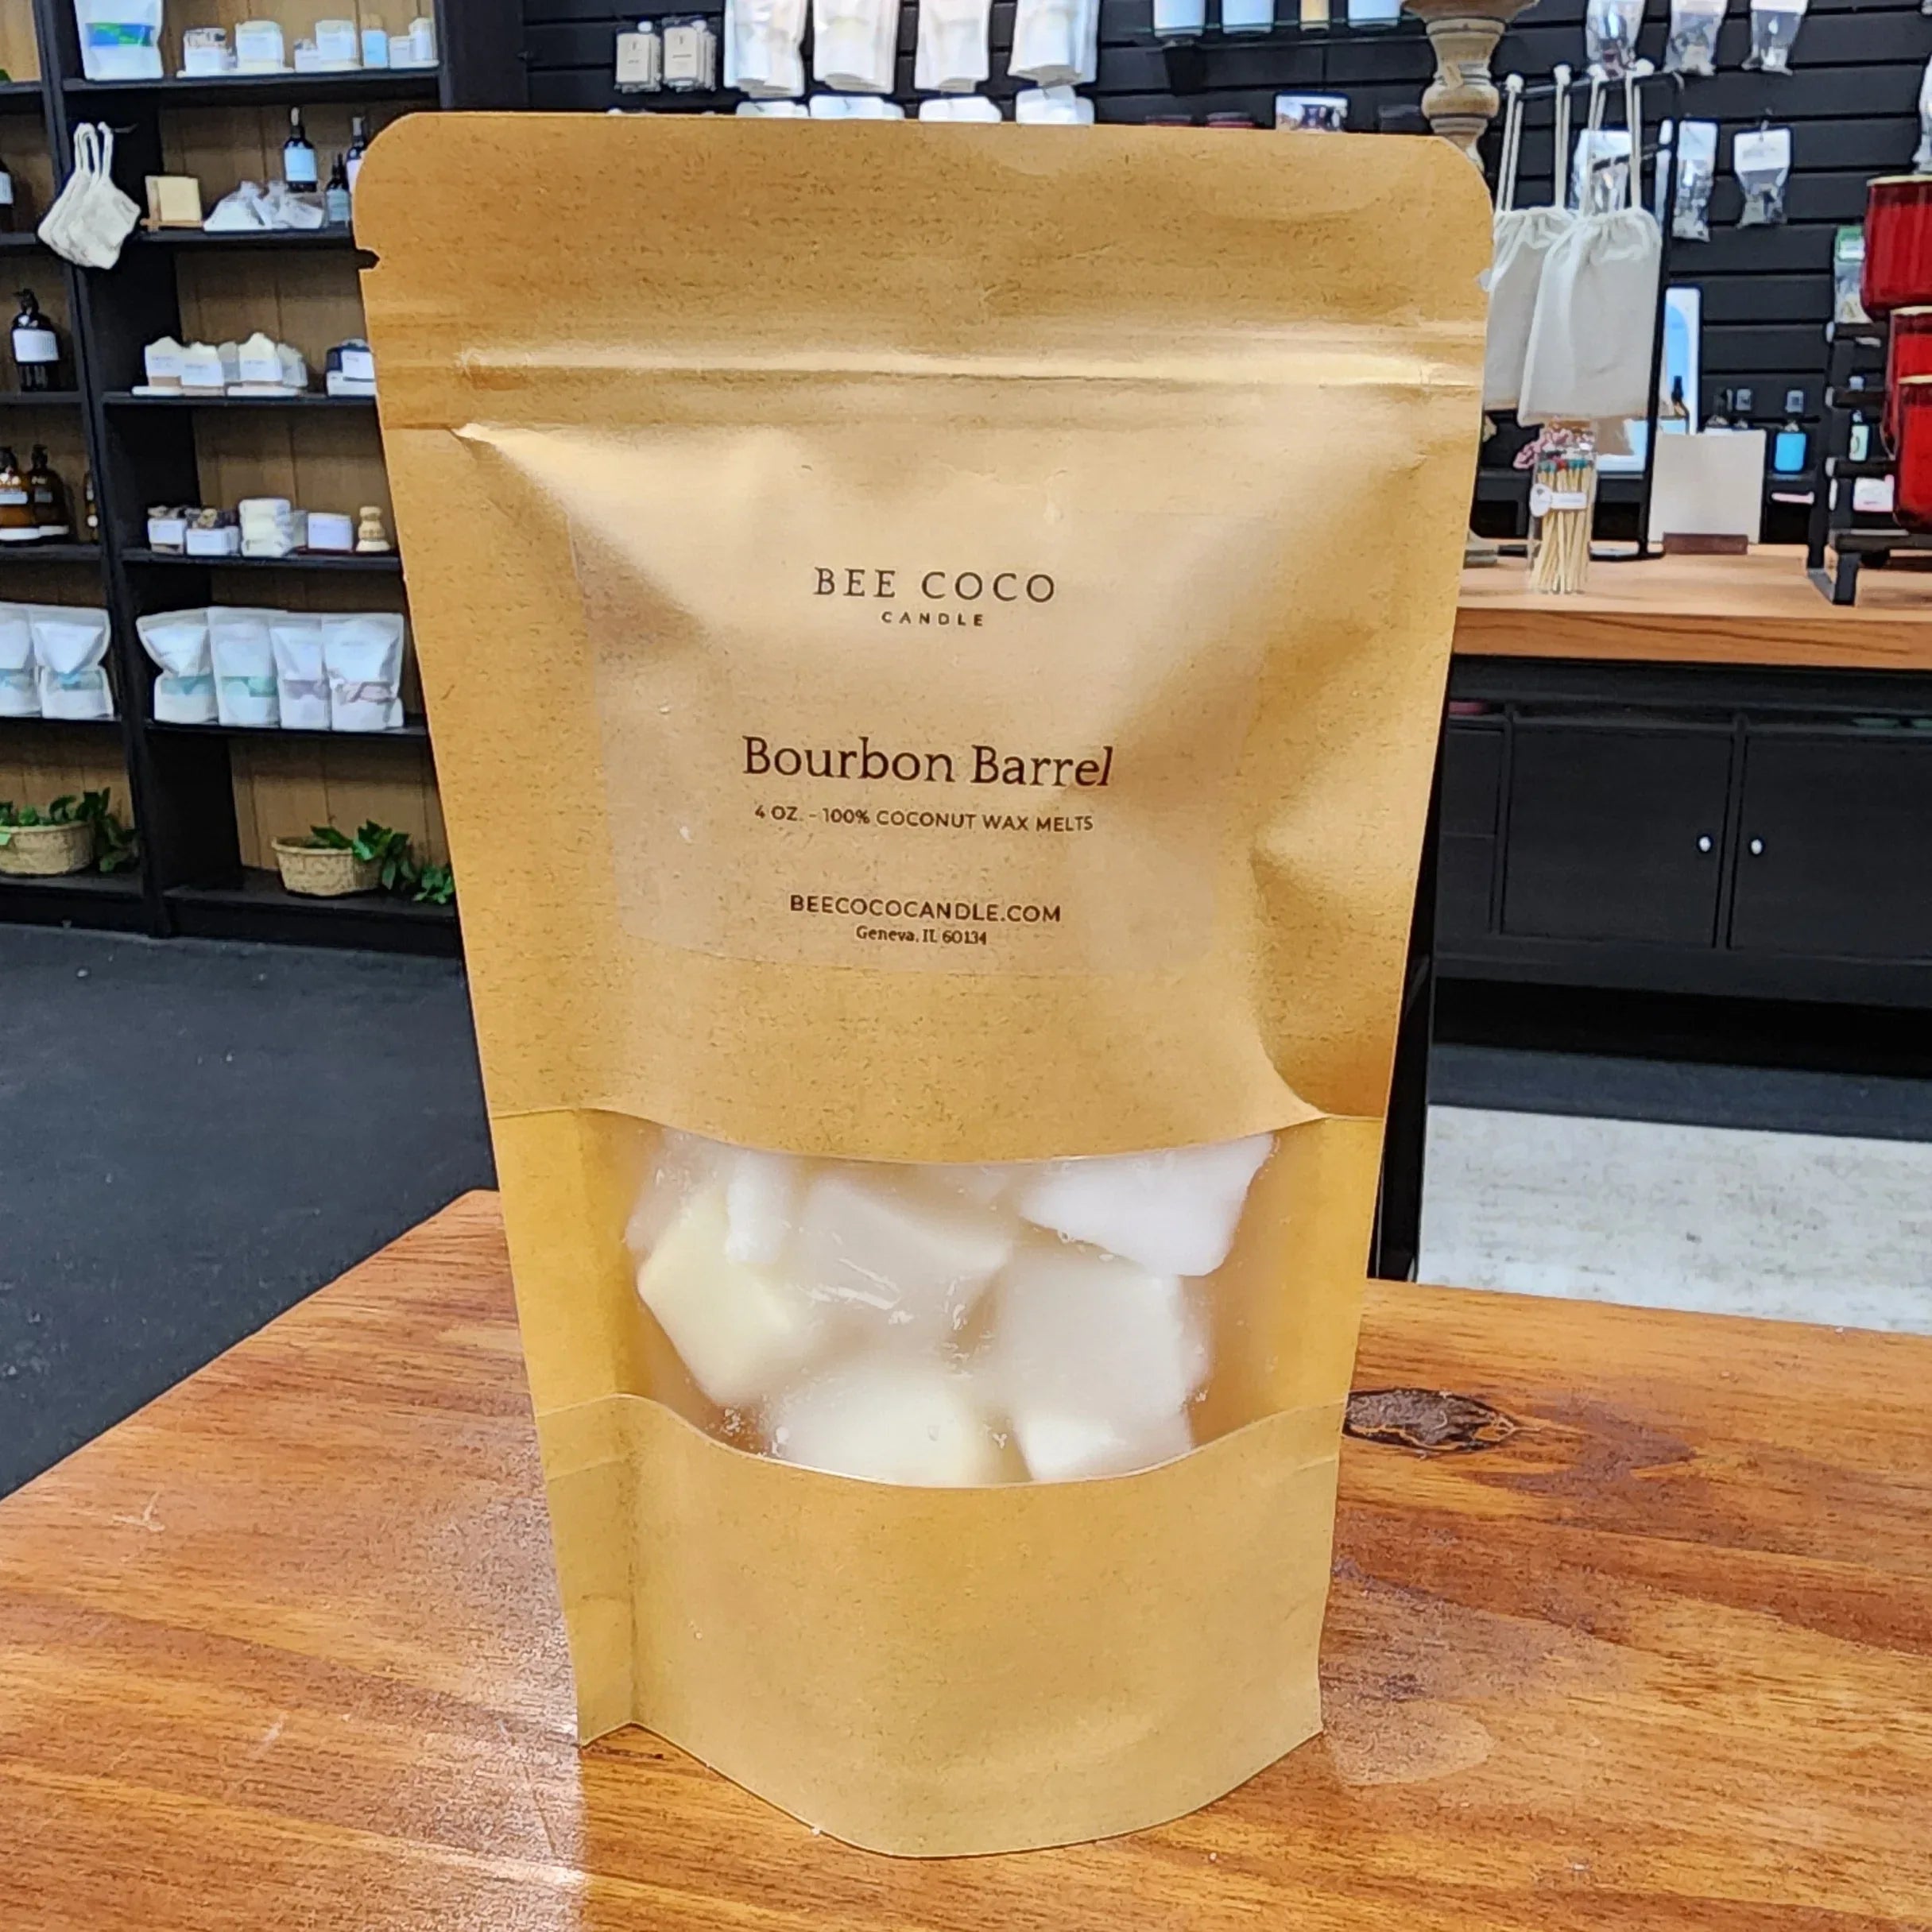 BEE COCO
CANDLE
Bourbon Barrel
4 OZ. - 100% COCONUT WAX MELTS
BEECOCOCANDLE.COM
Geneva, IL 60134